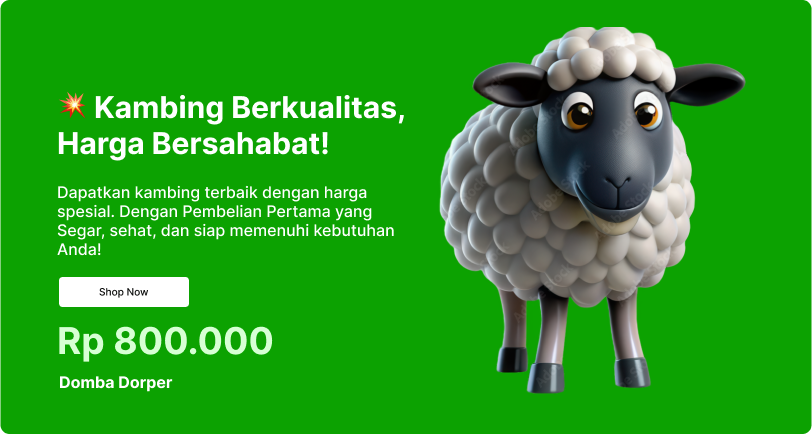 💥 Kambing Berkualitas,
Harga Bersahabat!
Dapatkan kambing terbaik dengan harga
spesial. Dengan Pembelian Pertama yang
Segar, sehat, dan siap memenuhi kebutuhan
Anda!
Shop Now
Rp 800.000
Domba Dorper